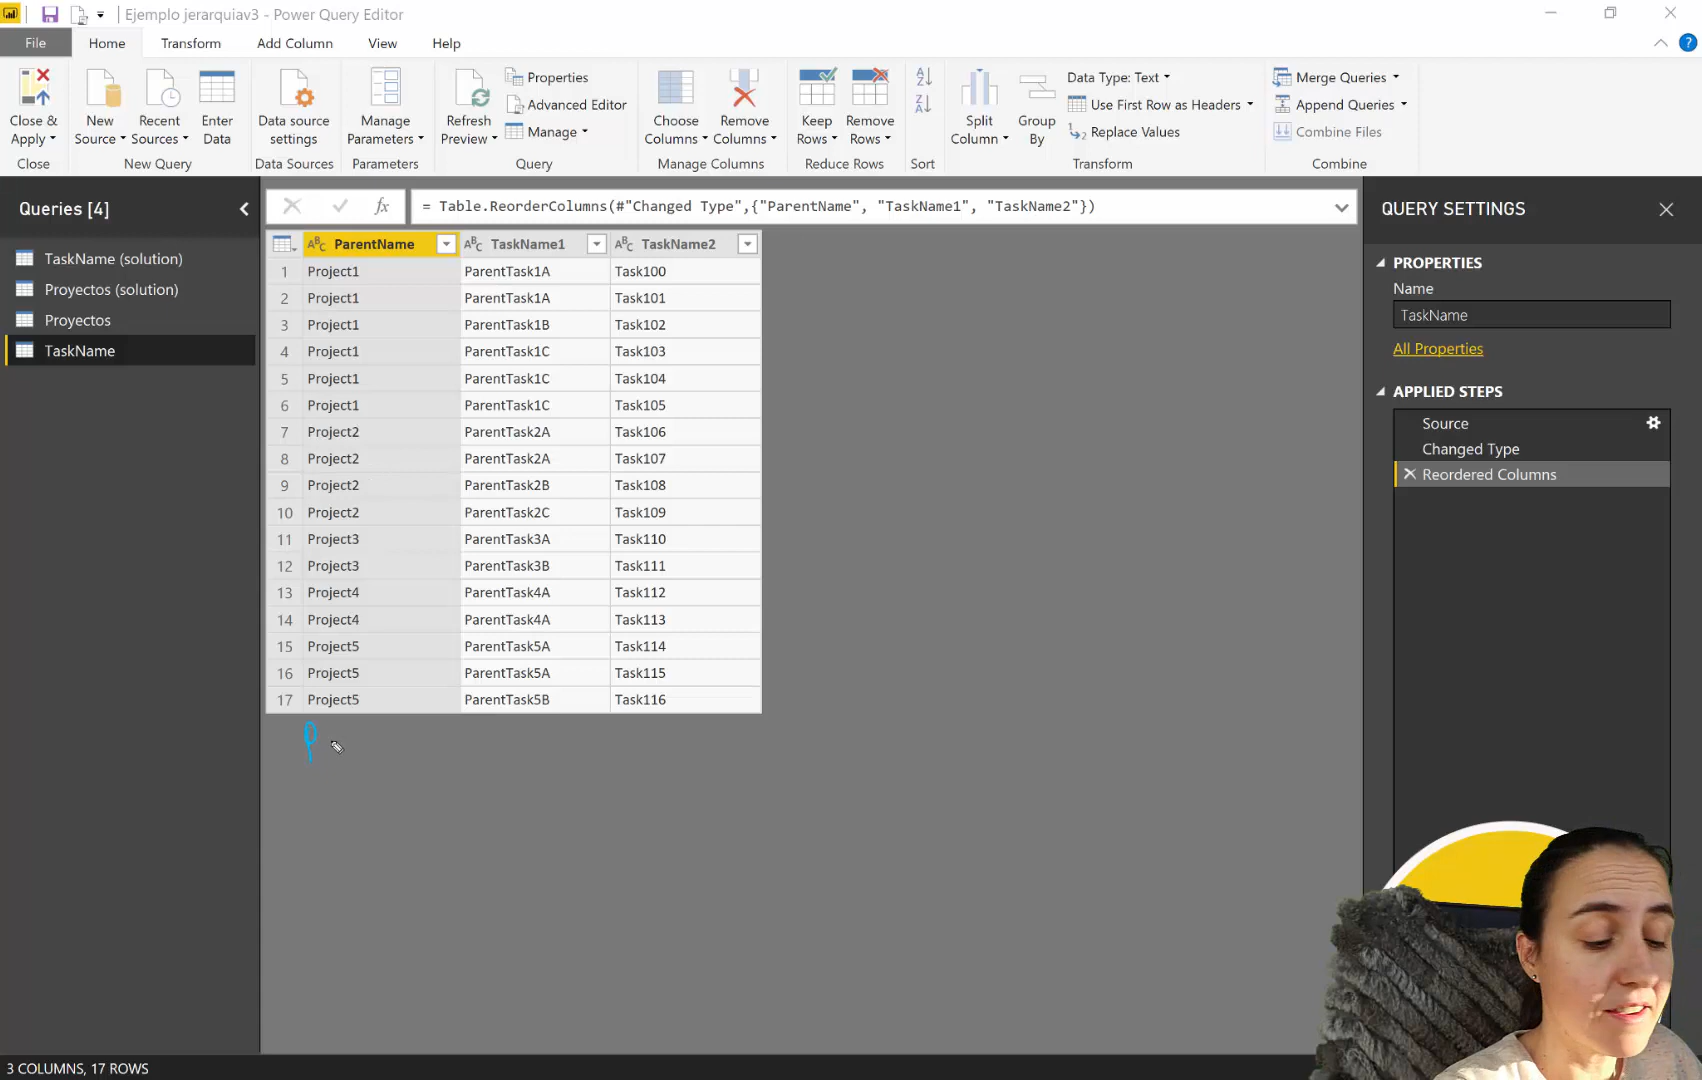 Ejemplo jerarquiav3 - Power Query Editor
File Home Transform Add Column View Help
Close & Apply
New Source
Recent Sources
Enter Data
Data source settings
Manage Parameters
Refresh Preview
Properties
Advanced Editor
Manage
Choose Columns
Remove Columns
Keep Rows
Remove Rows
Split Column
Group By
Data Type: Text
Use First Row as Headers
Replace Values
Merge Queries
Append Queries
Combine Files
Close New Query Data Sources Parameters Query Manage Columns Reduce Rows Sort Transform Combine
Queries [4]
TaskName (solution)
Proyectos (solution)
Proyectos
TaskName
fx = Table.ReorderColumns(#"Changed Type",{"ParentName", "TaskName1", "TaskName2"})
ABC ParentName ABC TaskName1 ABC TaskName2
1 Project1 ParentTask1A Task100
2 Project1 ParentTask1A Task101
3 Project1 ParentTask1B Task102
4 Project1 ParentTask1C Task103
5 Project1 ParentTask1C Task104
6 Project1 ParentTask1C Task105
7 Project2 ParentTask2A Task106
8 Project2 ParentTask2A Task107
9 Project2 ParentTask2B Task108
10 Project2 ParentTask2C Task109
11 Project3 ParentTask3A Task110
12 Project3 ParentTask3B Task111
13 Project4 ParentTask4A Task112
14 Project4 ParentTask4A Task113
15 Project5 ParentTask5A Task114
16 Project5 ParentTask5A Task115
17 Project5 ParentTask5B Task116
QUERY SETTINGS
PROPERTIES
Name
TaskName
All Properties
APPLIED STEPS
Source
Changed Type
Reordered Columns
3 COLUMNS, 17 ROWS